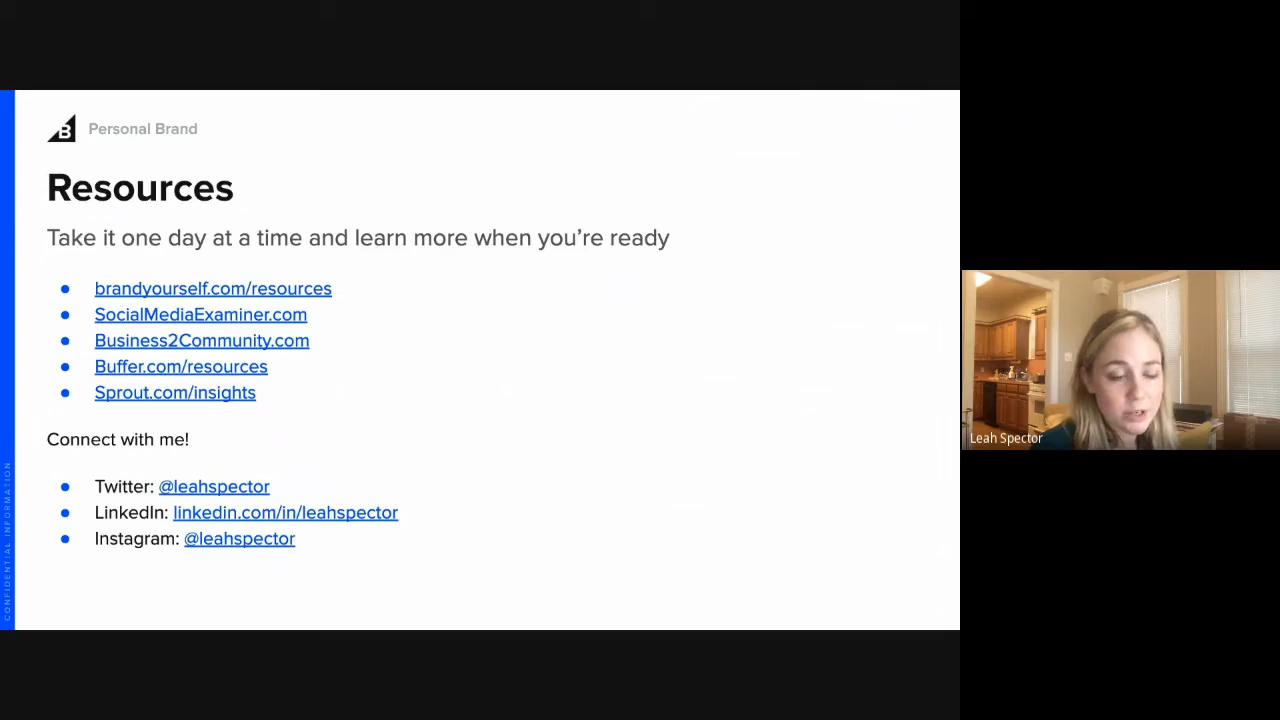 B
Personal Brand
Resources
Take it one day at a time and learn more when you're ready
brandyourself.com/resources
SocialMediaExaminer.com
Business2Community.com
Buffer.com/resources
Sprout.com/insights
Connect with me!
Twitter: @leahspector
LinkedIn: linkedin.com/in/leahspector
Instagram: @leahspector
CONFIDENTIAL INFORMATION
Leah Spector